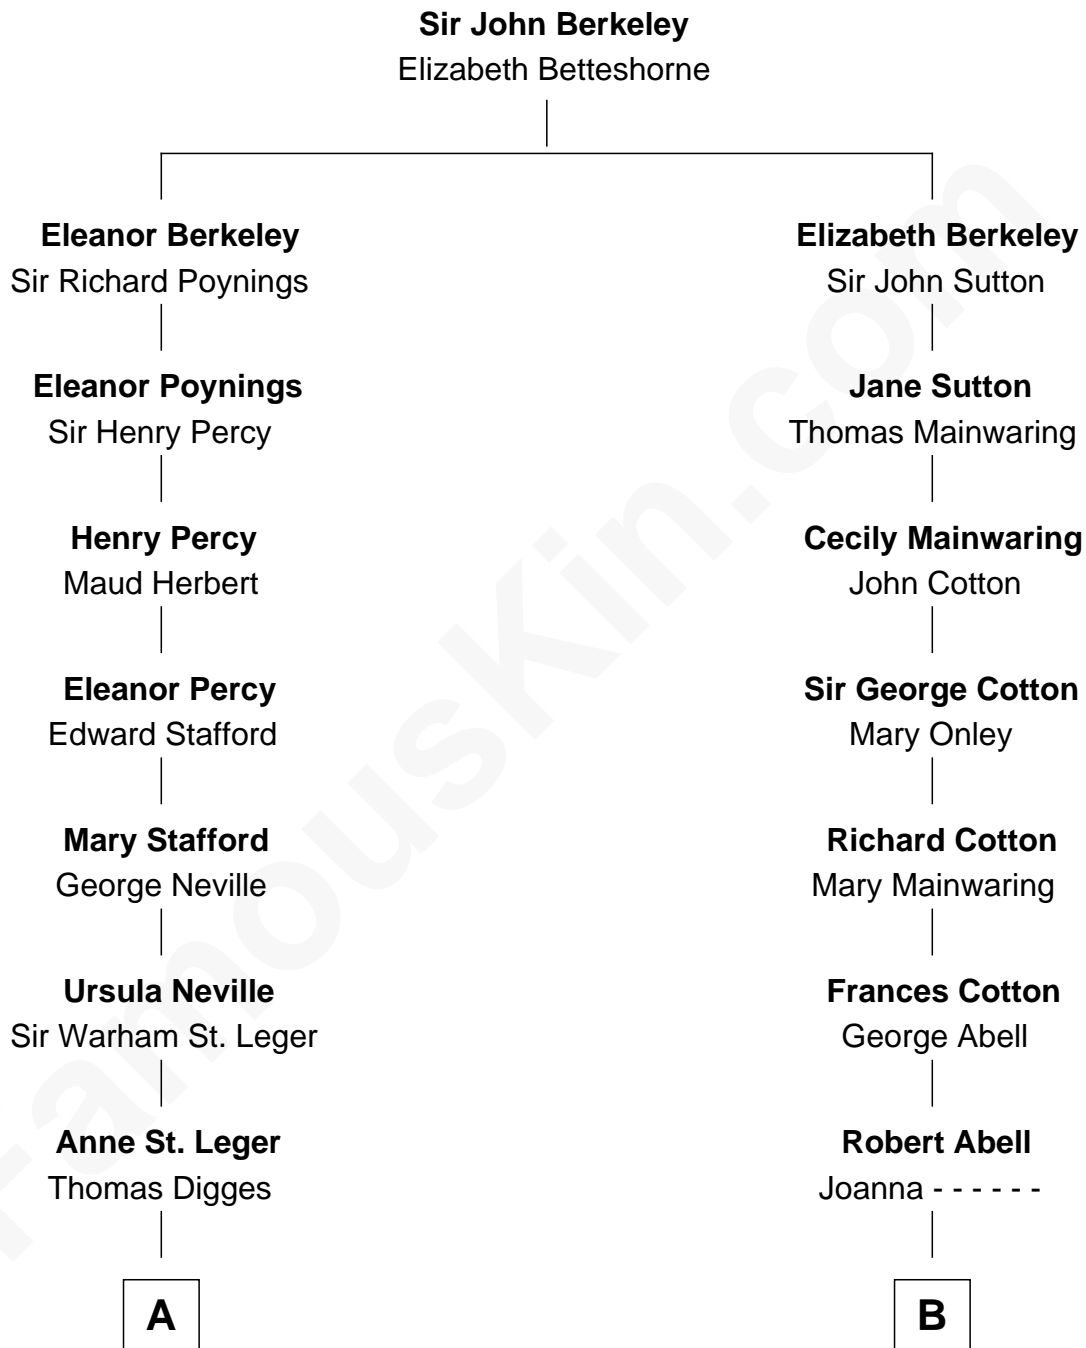 Sir John Berkeley
Elizabeth Betteshorne
Eleanor Berkeley
Sir Richard Poynings
Eleanor Poynings
Sir Henry Percy
Henry Percy
Maud Herbert
Eleanor Percy
Edward Stafford
Mary Stafford
George Neville
Ursula Neville
Sir Warham St. Leger
Anne St. Leger
Thomas Digges
A
Elizabeth Berkeley
Sir John Sutton
Jane Sutton
Thomas Mainwaring
Cecily Mainwaring
John Cotton
Sir George Cotton
Mary Onley
Richard Cotton
Mary Mainwaring
Frances Cotton
George Abell
Robert Abell
Joanna - - - - - -
B
FamousKin.com